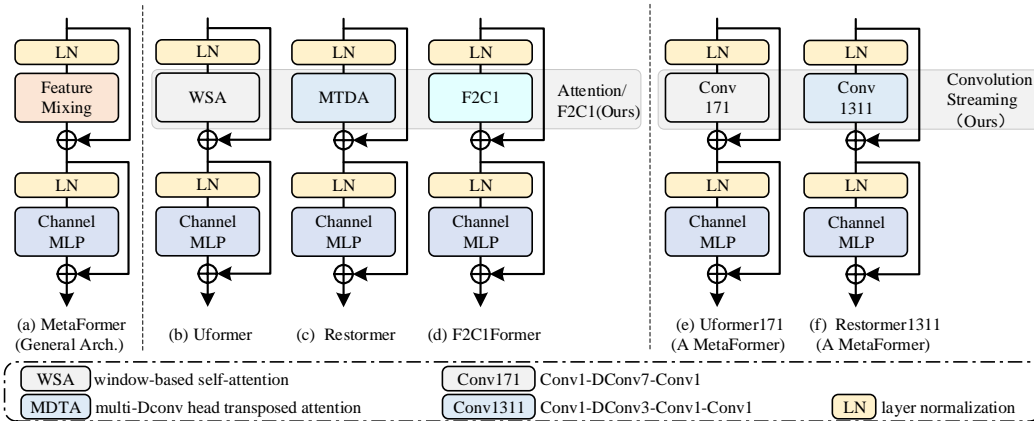 LN
Feature
Mixing
LN
Channel
MLP
(a) MetaFormer
(General Arch.)
LN
WSA
LN
Channel
MLP
(b) Uformer
LN
MTDA
LN
Channel
MLP
(c) Restormer
LN
F2C1
LN
Channel
MLP
(d) F2C1Former
Attention/
F2C1(Ours)
LN
Conv
171
LN
Channel
MLP
(e) Uformer171
(A MetaFormer)
LN
Conv
1311
LN
Channel
MLP
(f) Restormer1311
(A MetaFormer)
Convolution
Streaming
（Ours）
WSA window-based self-attention
Conv171 Conv1-DConv7-Conv1
MDTA multi-Dconv head transposed attention
Conv1311 Conv1-DConv3-Conv1-Conv1
LN layer normalization